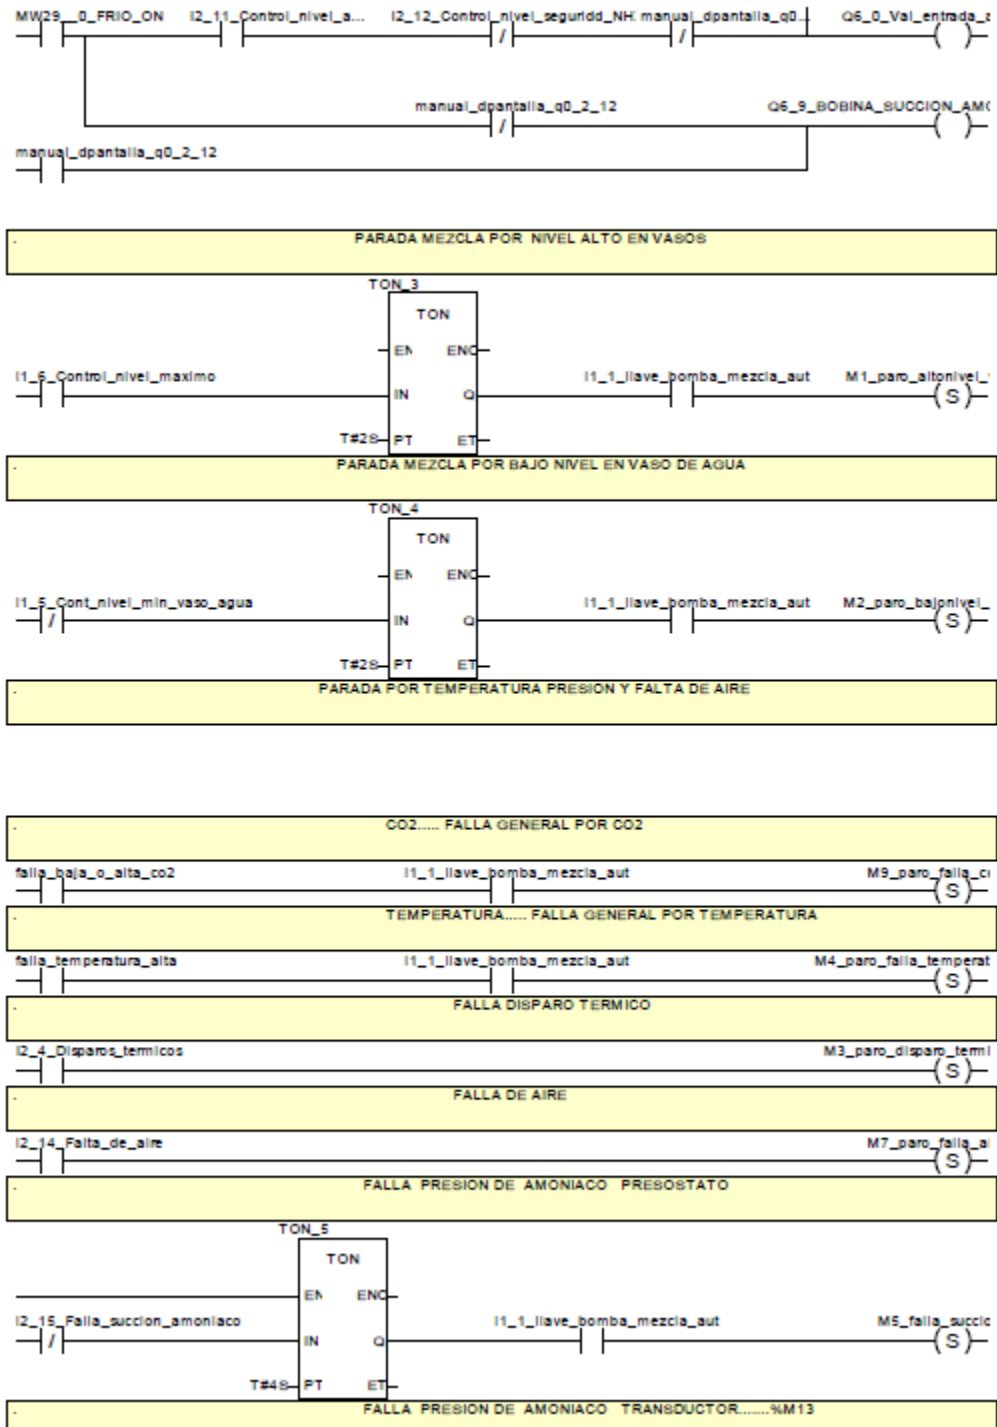 MW29__0_FRIO_ON I2_11_Control_nivel_a... I2_12_Control_nivel_seguridd_NH: manual_dpantalla_q0... Q6_0_Val_entrada_a
manual_dpantalla_q0_2_12 Q6_9_BOBINA_SUCCION_AMO
manual_dpantalla_q0_2_12
. PARADA MEZCLA POR NIVEL ALTO EN VASOS
TON_3
TON
EN ENO
I1_6_Control_nivel_maximo I1_1_llave_bomba_mezcla_aut M1_paro_altonivel_
IN Q (S)
T#2S PT ET
. PARADA MEZCLA POR BAJO NIVEL EN VASO DE AGUA
TON_4
TON
EN ENO
I1_5_Cont_nivel_min_vaso_agua I1_1_llave_bomba_mezcla_aut M2_paro_bajonivel_
IN Q (S)
T#2S PT ET
. PARADA POR TEMPERATURA PRESION Y FALTA DE AIRE
. CO2..... FALLA GENERAL POR CO2
falla_baja_o_alta_co2 I1_1_llave_bomba_mezcla_aut M9_paro_falla_c
(S)
. TEMPERATURA..... FALLA GENERAL POR TEMPERATURA
falla_temperatura_alta I1_1_llave_bomba_mezcla_aut M4_paro_falla_temperat
(S)
. FALLA DISPARO TERMICO
I2_4_Disparos_termicos M3_paro_disparo_termi
(S)
. FALLA DE AIRE
I2_14_Falta_de_aire M7_paro_falla_ai
(S)
. FALLA PRESION DE AMONIACO PRESOSTATO
TON_5
TON
EN ENO
I2_15_Falla_succion_amoniaco I1_1_llave_bomba_mezcla_aut M5_falla_succio
IN Q (S)
T#4S PT ET
. FALLA PRESION DE AMONIACO TRANSDUCTOR.......%M13